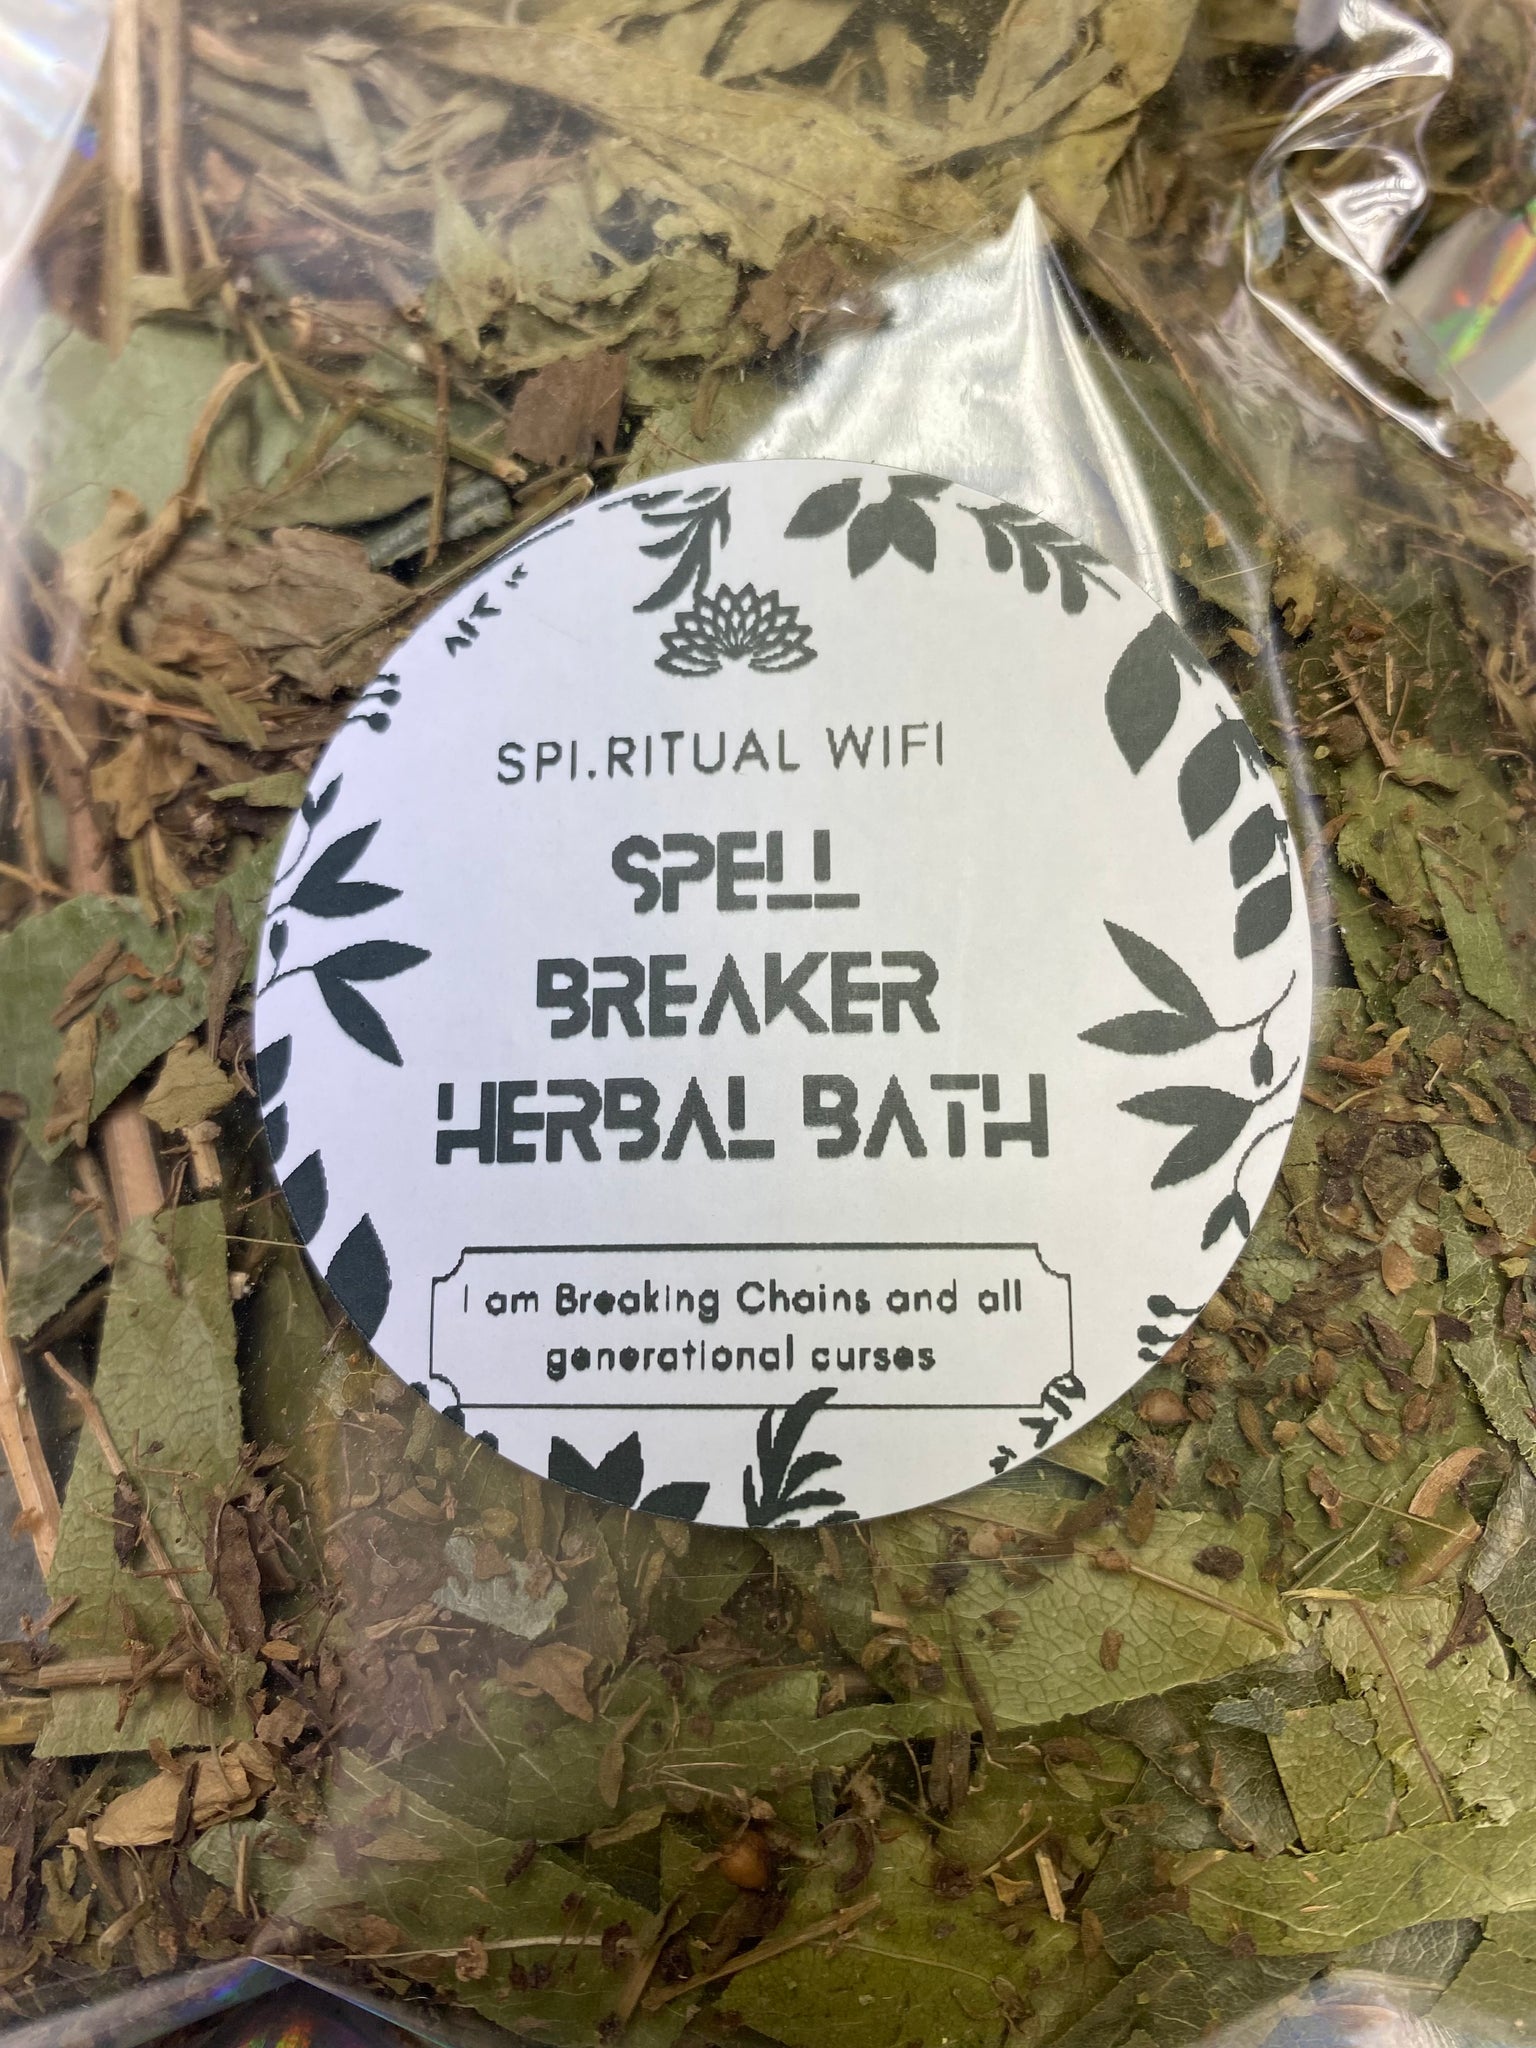 SPI.RITUAL WIFI
SPELL
BREAKER
HERBAL BATH
I am Breaking Chains and all
generational curses